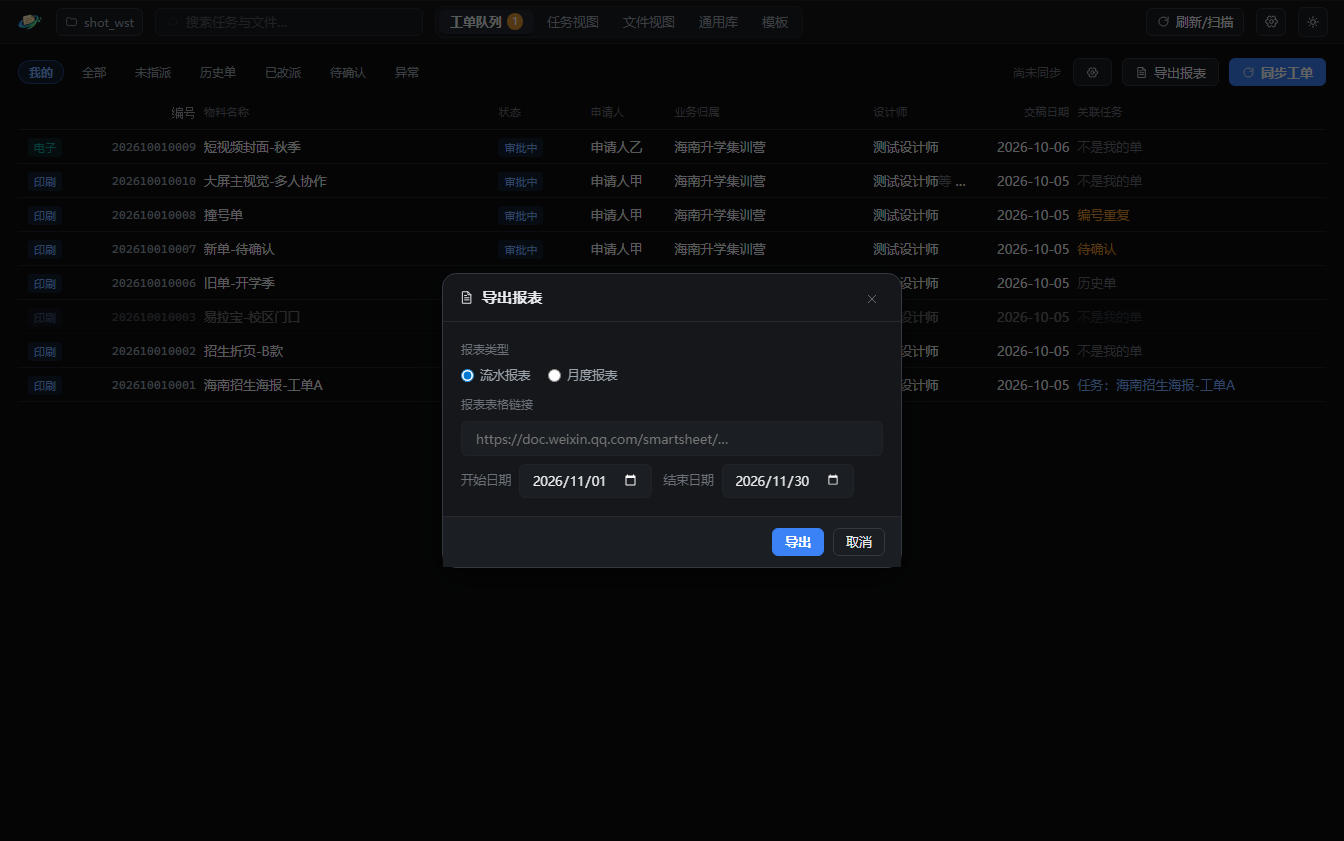 shot_wst 搜索任务与文件... 工单队列 1 任务视图 文件视图 通用库 模板 刷新/扫描
我的 全部 未指派 历史单 已改派 待确认 异常 尚未同步 导出报表 同步工单
编号 物料名称 状态 申请人 业务归属 设计师 交稿日期 关联任务
电子 202610010009 短视频封面-秋季 审批中 申请人乙 海南升学集训营 测试设计师 2026-10-06 不是我的单
印刷 202610010010 大屏主视觉-多人协作 审批中 申请人甲 海南升学集训营 测试设计师等 ... 2026-10-05 不是我的单
印刷 202610010008 撞号单 审批中 申请人甲 海南升学集训营 测试设计师 2026-10-05 编号重复
印刷 202610010007 新单-待确认 审批中 申请人甲 海南升学集训营 测试设计师 2026-10-05 待确认
印刷 202610010006 旧单-开学季 设计师 2026-10-05 历史单
印刷 202610010003 易拉宝-校区门口 设计师 2026-10-05 不是我的单
印刷 202610010002 招生折页-B款 设计师 2026-10-05 不是我的单
印刷 202610010001 海南招生海报-工单A 设计师 2026-10-05 任务：海南招生海报-工单A
导出报表
报表类型
流水报表 月度报表
报表表格链接
https://doc.weixin.qq.com/smartsheet/...
开始日期 2026/11/01 结束日期 2026/11/30
导出 取消